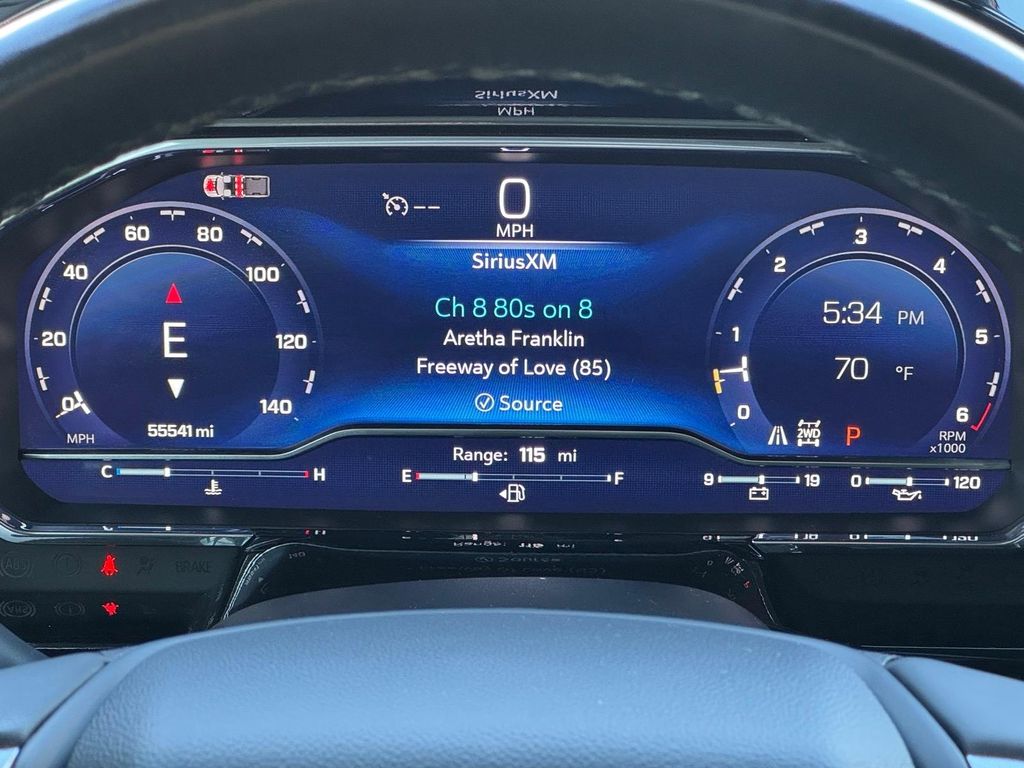 SiriusXM
MPH
0
MPH
SiriusXM
Ch 8 80s on 8
Aretha Franklin
Freeway of Love (85)
Source
0
20
40
60
80
100
120
140
E
55541 mi
MPH
0
1
2
3
4
5
6
5:34 PM
70 °F
2WD
P
RPM
x1000
Range: 115 mi
C H
E F
9 19
0 120
ABS
BRAKE